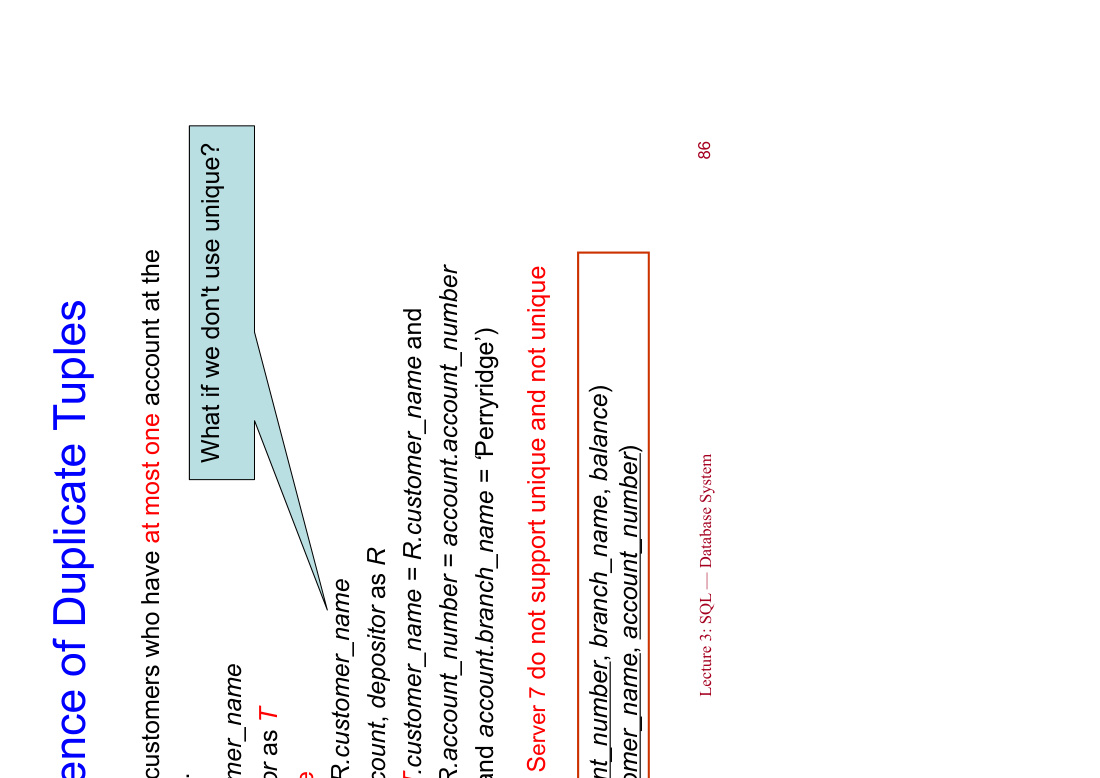 ence of Duplicate Tuples
customers who have at most one account at the
What if we don't use unique?
mer_name
or as T
e
R.customer_name
count, depositor as R
T.customer_name = R.customer_name and
R.account_number = account.account_number
and account.branch_name = 'Perryridge')
Server 7 do not support unique and not unique
nt_number, branch_name, balance)
omer_name, account_number)
Lecture 3: SQL — Database System
86